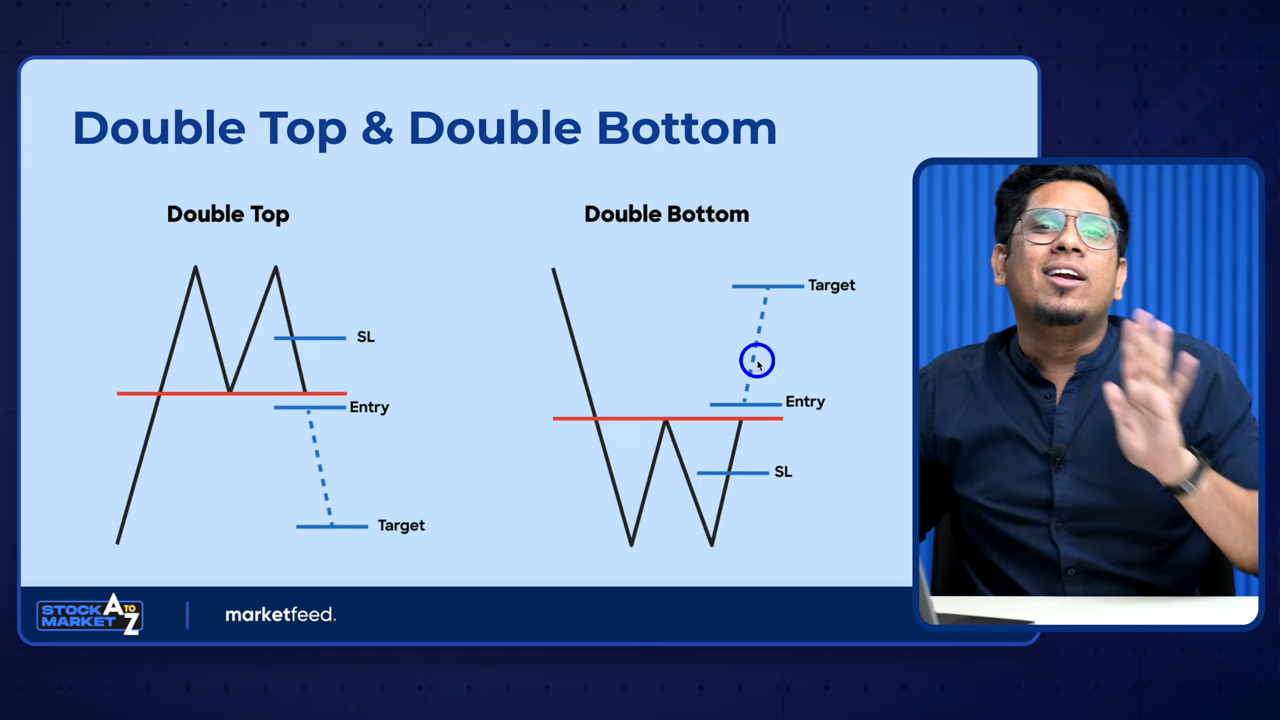 Double Top & Double Bottom
Double Top
SL
Entry
Target
Double Bottom
Target
Entry
SL
STOCK A TO Z
MARKET
marketfeed.